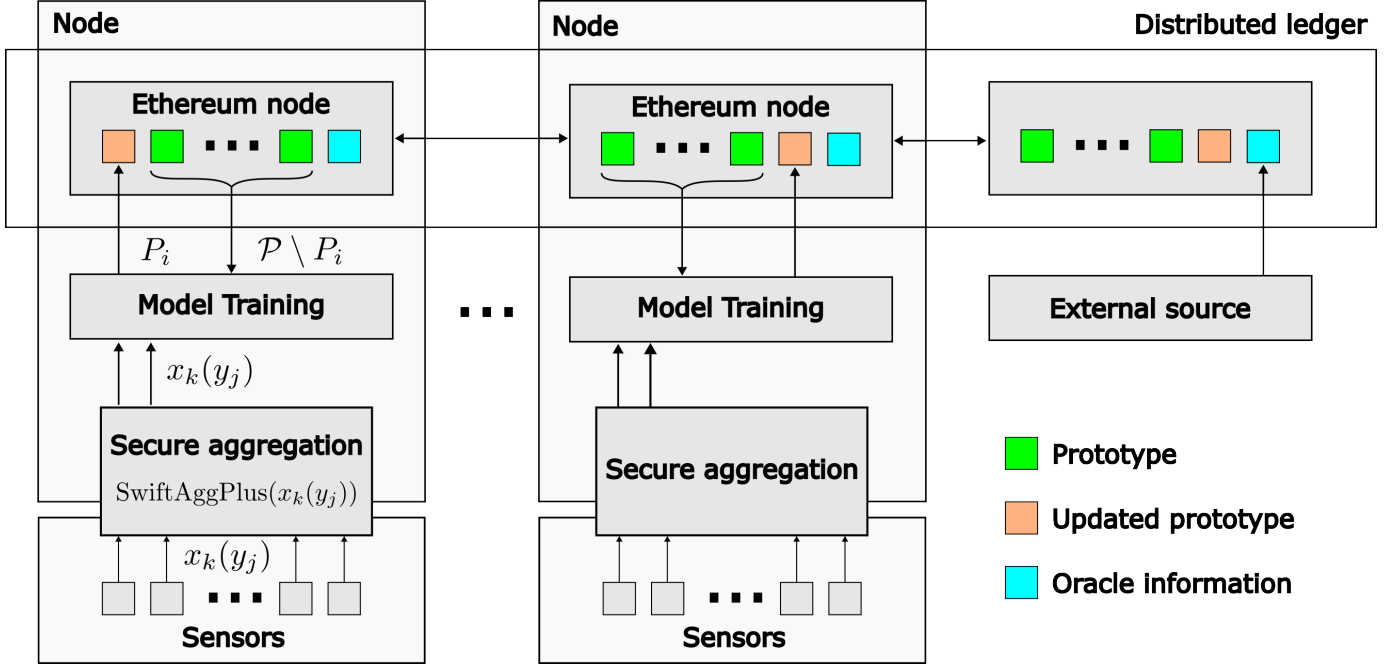 Node
Node
Distributed ledger
Ethereum node
Ethereum node
P_i
𝒫 \ P_i
Model Training
Model Training
External source
x_k(y_j)
Secure aggregation
SwiftAggPlus(x_k(y_j))
Secure aggregation
Prototype
Updated prototype
Oracle information
x_k(y_j)
Sensors
Sensors